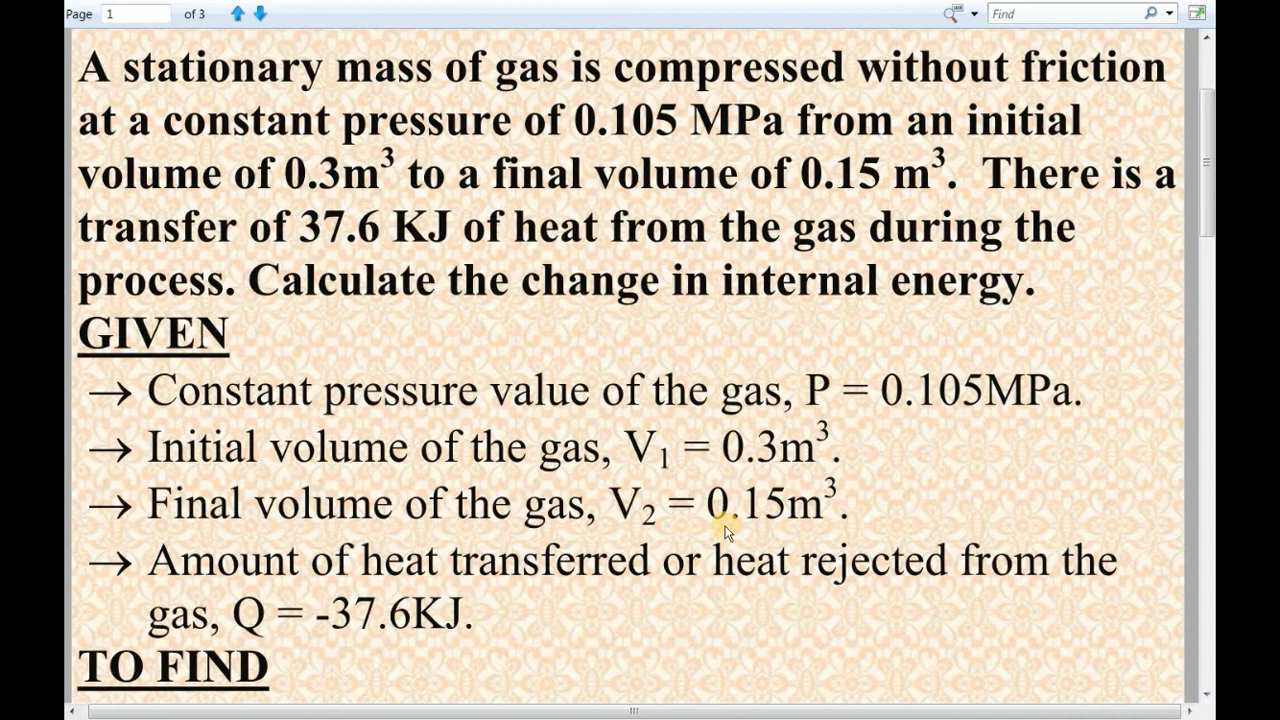 Page 1 of 3 Find
A stationary mass of gas is compressed without friction
at a constant pressure of 0.105 MPa from an initial
volume of 0.3m³ to a final volume of 0.15 m³. There is a
transfer of 37.6 KJ of heat from the gas during the
process. Calculate the change in internal energy.
GIVEN
→ Constant pressure value of the gas, P = 0.105MPa.
→ Initial volume of the gas, V₁ = 0.3m³.
→ Final volume of the gas, V₂ = 0.15m³.
→ Amount of heat transferred or heat rejected from the
gas, Q = -37.6KJ.
TO FIND